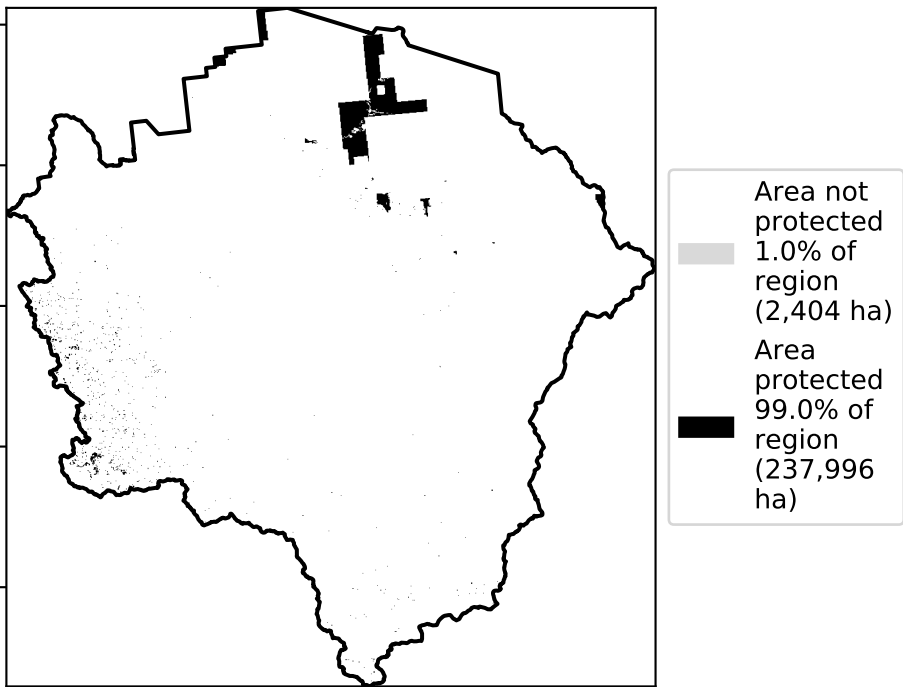 Area not
protected
1.0% of
region
(2,404 ha)
Area
protected
99.0% of
region
(237,996
ha)